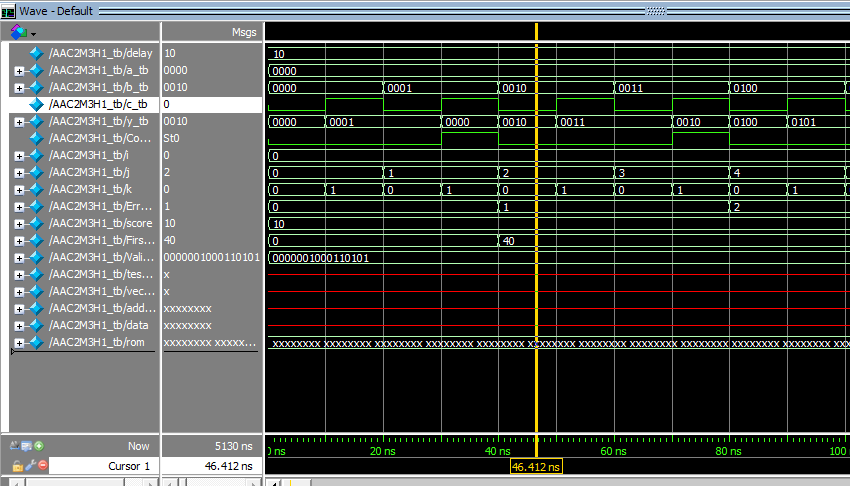 Wave - Default
Msgs
/AAC2M3H1_tb/delay 10 10
/AAC2M3H1_tb/a_tb 0000 0000
/AAC2M3H1_tb/b_tb 0010 0000 0001 0010 0011 0100
/AAC2M3H1_tb/c_tb 0
/AAC2M3H1_tb/y_tb 0010 0000 0001 0000 0010 0011 0010 0100 0101
/AAC2M3H1_tb/Co... St0
/AAC2M3H1_tb/i 0 0
/AAC2M3H1_tb/j 2 0 1 2 3 4
/AAC2M3H1_tb/k 0 0 1 0 1 0 1 0 1 0 1
/AAC2M3H1_tb/Err... 1 0 1 2
/AAC2M3H1_tb/score 10 10
/AAC2M3H1_tb/Firs... 40 0 40
/AAC2M3H1_tb/Vali... 0000001000110101 0000001000110101
/AAC2M3H1_tb/tes... x
/AAC2M3H1_tb/vec... x
/AAC2M3H1_tb/add... xxxxxxxx
/AAC2M3H1_tb/data xxxxxxxx
/AAC2M3H1_tb/rom xxxxxxxx xxxxx... xxxxxxxx xxxxxxxx xxxxxxxx xxxxxxxx xxxxxxxx xxxxxxxx xxxxxxxx xxxxxxxx xxxxxxxx xxxxxxxx xxxxxxxx
Now 5130 ns 0 ns 20 ns 40 ns 60 ns 80 ns 100
Cursor 1 46.412 ns 46.412 ns